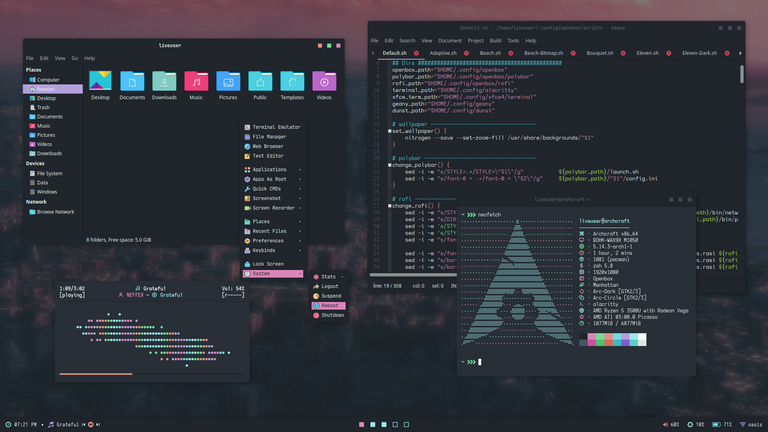 liveuser
File Edit View Go Help
Places
Computer
Desktop
Trash
Documents
Music
Pictures
Videos
Downloads
Devices
File System
Data
Windows
Network
Browse Network
Desktop Documents Downloads Music Pictures Public Templates Videos
8 folders, Free space: 5.0 GiB
Terminal Emulator
File Manager
Web Browser
Text Editor
Applications
Apps As Root
Quick CMDs
Screenshot
Screen Recorder
Places
Recent Files
Preferences
Keybinds
Lock Screen
System
Stats
Logout
Suspend
Reboot
Shutdown
1:09/3:02 Grateful Vol: 54%
[playing] NEFFEX - Grateful
Default.sh - /home/liveuser/.config/openbox/scripts - Geany
File Edit Search View Document Project Build Tools Help
Default.sh Adaptive.sh Beach.sh Beach-Bitmap.sh Bouquet.sh Eleven.sh Eleven-Dark.sh
## Dirs
openbox_path="$HOME/.config/openbox"
polybar_path="$HOME/.config/openbox/polybar"
rofi_path="$HOME/.config/openbox/rofi"
terminal_path="$HOME/.config/alacritty"
xfce_term_path="$HOME/.config/xfce4/terminal"
geany_path="$HOME/.config/geany"
dunst_path="$HOME/.config/dunst"
# wallpaper
set_wallpaper() {
nitrogen --save --set-zoom-fill /usr/share/backgrounds/"$1"
}
# polybar
change_polybar() {
sed -i -e "s/STYLE=.*/STYLE=\"$1\"/g" ${polybar_path}/launch.sh
sed -i -e "s/font-0 = .*/font-0 = \"$2\"/g" ${polybar_path}/"$1"/config.ini
}
# rofi
change_rofi() {
line: 19 / 308 col: 0 sel: 0
liveuser@archcraft
~ >>> neofetch
liveuser@archcraft
Archcraft x86_64
BOHM-WAX9X M1050
5.14.3-arch1-1
1 hour, 2 mins
1081 (pacman)
zsh 5.8
1920x1080
Openbox
Manhattan
Arc-Dark [GTK2/3]
Arc-Circle [GTK2/3]
alacritty
AMD Ryzen 5 3500U with Radeon Vega
AMD ATI 03:00.0 Picasso
1077MiB / 6877MiB
~ >>>
07:21 PM Grateful 60% 10% 71% oasis